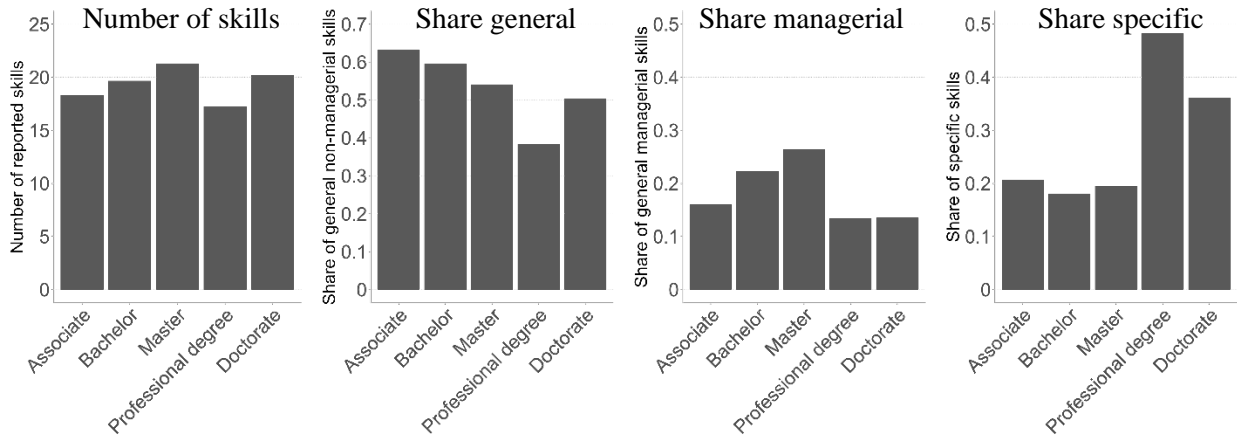 Number of skills
Number of reported skills
25
20
15
10
5
0
Associate
Bachelor
Master
Professional degree
Doctorate
Share general
Share of general non-managerial skills
0.7
0.6
0.5
0.4
0.3
0.2
0.1
0
Associate
Bachelor
Master
Professional degree
Doctorate
Share managerial
Share of general managerial skills
0.5
0.4
0.3
0.2
0.1
0
Associate
Bachelor
Master
Professional degree
Doctorate
Share specific
Share of specific skills
0.5
0.4
0.3
0.2
0.1
0
Associate
Bachelor
Master
Professional degree
Doctorate